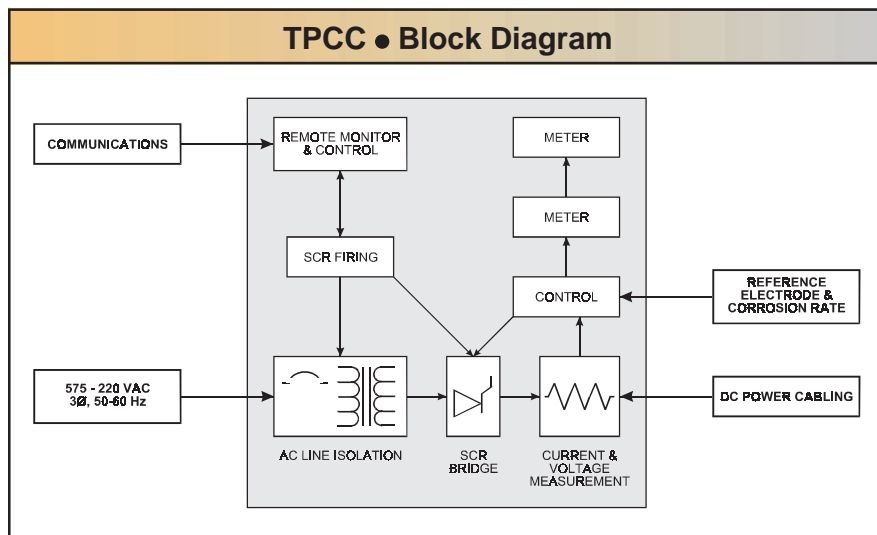 TPCC ● Block Diagram
COMMUNICATIONS
REMOTE MONITOR
& CONTROL
METER
METER
SCR FIRING
CONTROL
REFERENCE
ELECTRODE &
CORROSION RATE
575 - 220 VAC
3Ø, 50-60 Hz
DC POWER CABLING
AC LINE ISOLATION
SCR
BRIDGE
CURRENT &
VOLTAGE
MEASUREMENT